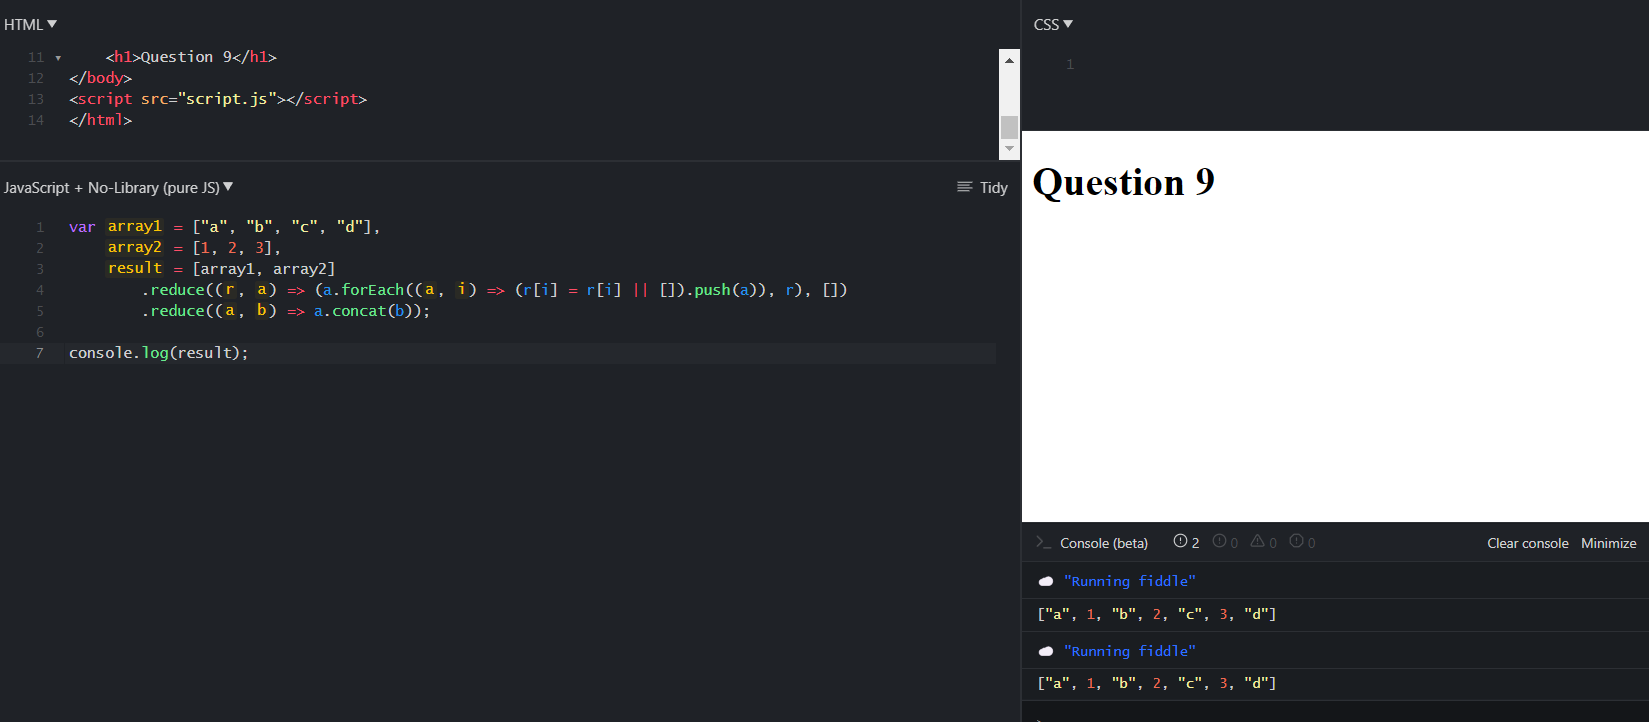 HTML ▼
11 ▾ <h1>Question 9</h1>
12 </body>
13 <script src="script.js"></script>
14 </html>
JavaScript + No-Library (pure JS) ▼
Tidy
1 var array1 = ["a", "b", "c", "d"],
2 array2 = [1, 2, 3],
3 result = [array1, array2]
4 .reduce((r, a) => (a.forEach((a, i) => (r[i] = r[i] || []).push(a)), r), [])
5 .reduce((a, b) => a.concat(b));
6
7 console.log(result);
CSS ▼
1
Question 9
>_ Console (beta) 2 0 0 0 Clear console Minimize
"Running fiddle"
["a", 1, "b", 2, "c", 3, "d"]
"Running fiddle"
["a", 1, "b", 2, "c", 3, "d"]